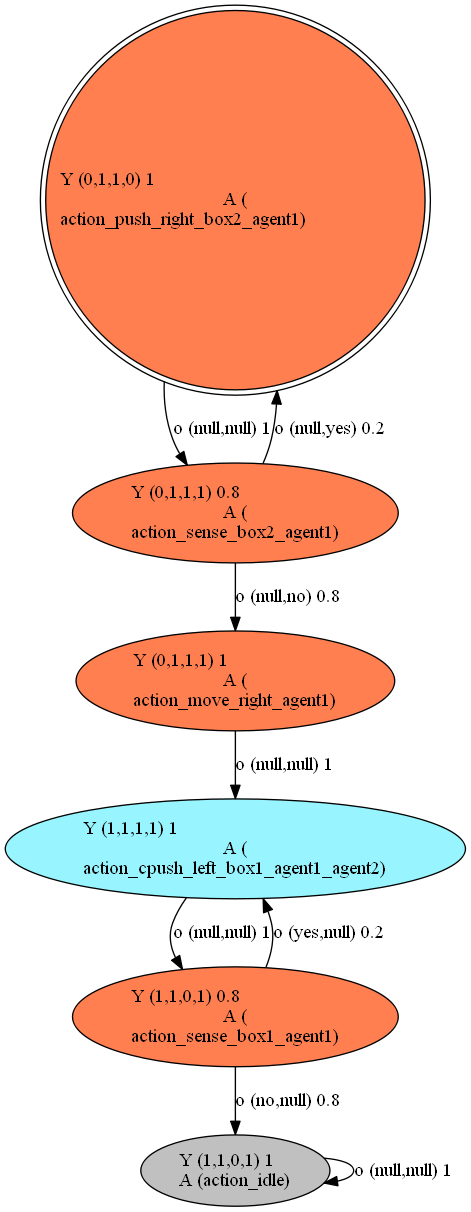 Y (0,1,1,0) 1
A (
action_push_right_box2_agent1)
o (null,null) 1
o (null,yes) 0.2
Y (0,1,1,1) 0.8
A (
action_sense_box2_agent1)
o (null,no) 0.8
Y (0,1,1,1) 1
A (
action_move_right_agent1)
o (null,null) 1
Y (1,1,1,1) 1
A (
action_cpush_left_box1_agent1_agent2)
o (null,null) 1
o (yes,null) 0.2
Y (1,1,0,1) 0.8
A (
action_sense_box1_agent1)
o (no,null) 0.8
Y (1,1,0,1) 1
A (action_idle)
o (null,null) 1